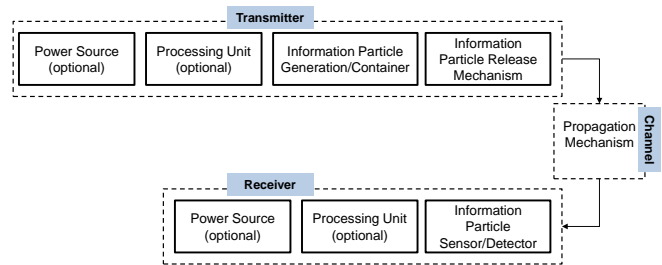 Transmitter
Power Source
(optional)
Processing Unit
(optional)
Information Particle
Generation/Container
Information
Particle Release
Mechanism
Propagation
Mechanism
Channel
Receiver
Power Source
(optional)
Processing Unit
(optional)
Information
Particle
Sensor/Detector